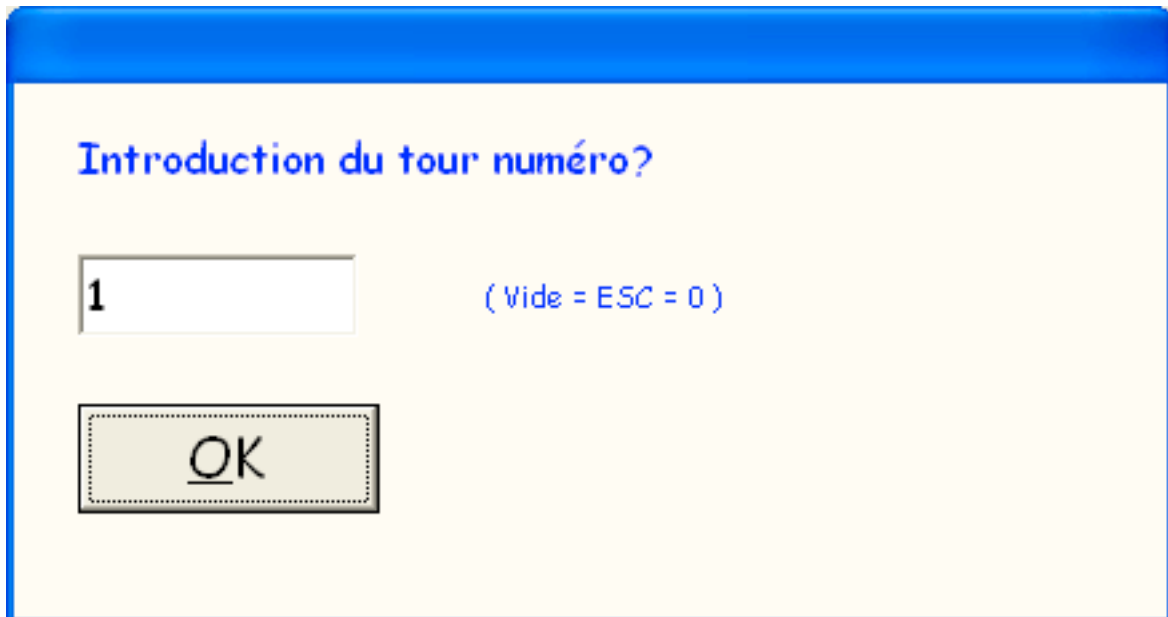 Introduction du tour numéro?
1
( Vide = ESC = 0 )
OK